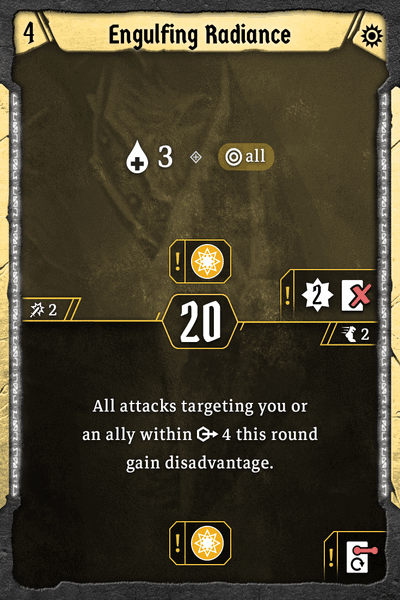 4 Engulfing Radiance
3 all
!
! 2
2 20 2
All attacks targeting you or
an ally within 4 this round
gain disadvantage.
! !